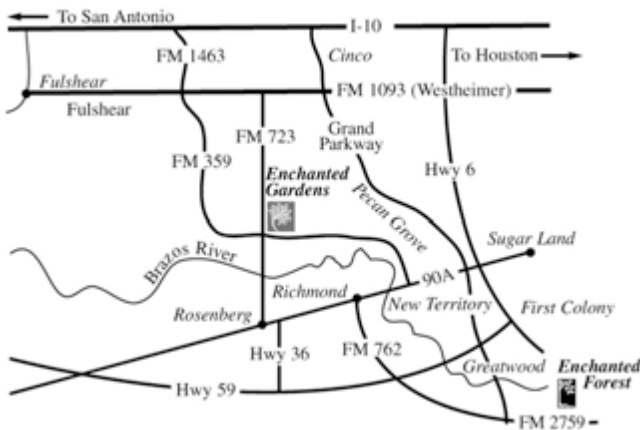 To San Antonio
I-10
FM 1463
Cinco
To Houston
Fulshear
Fulshear
FM 1093 (Westheimer)
FM 723
Grand
Parkway
FM 359
Hwy 6
Enchanted
Gardens
Pecan Grove
Sugar Land
Brazos River
90A
Richmond
New Territory
First Colony
Rosenberg
Hwy 36
FM 762
Greatwood
Enchanted
Forest
Hwy 59
FM 2759